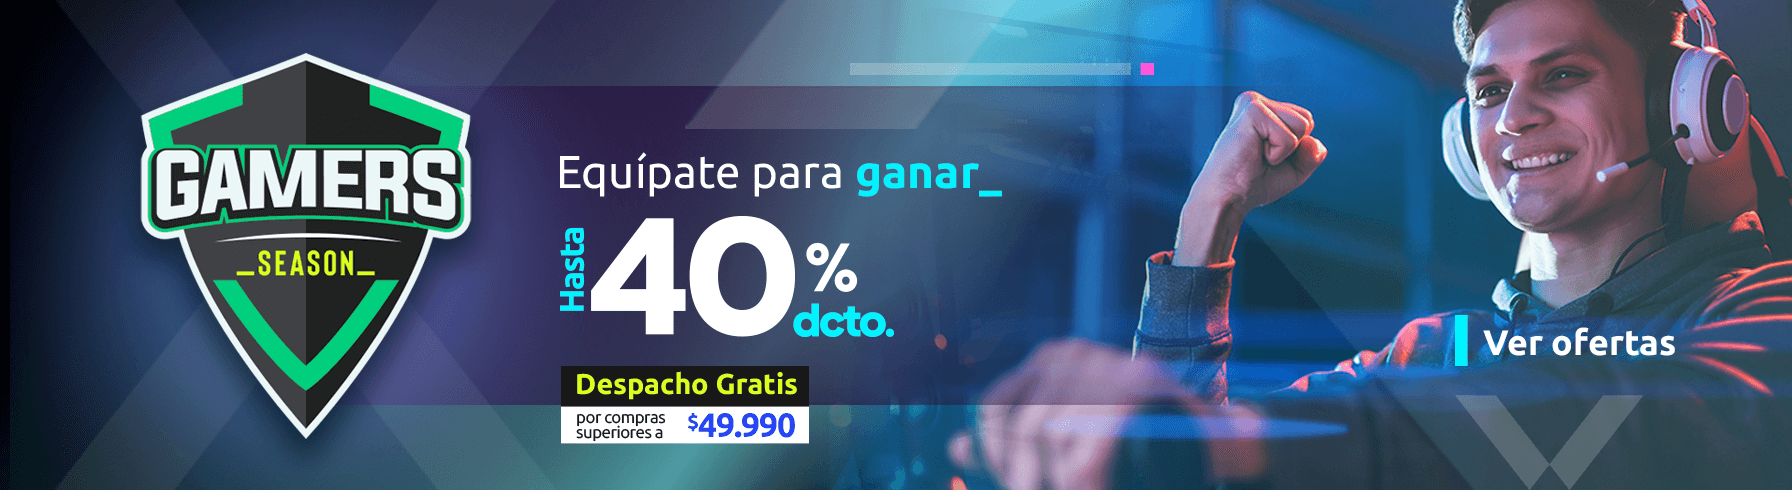 GAMERS
_SEASON_
Equípate para ganar_
Hasta
40%
dcto.
Despacho Gratis
por compras
superiores a
$49.990
Ver ofertas